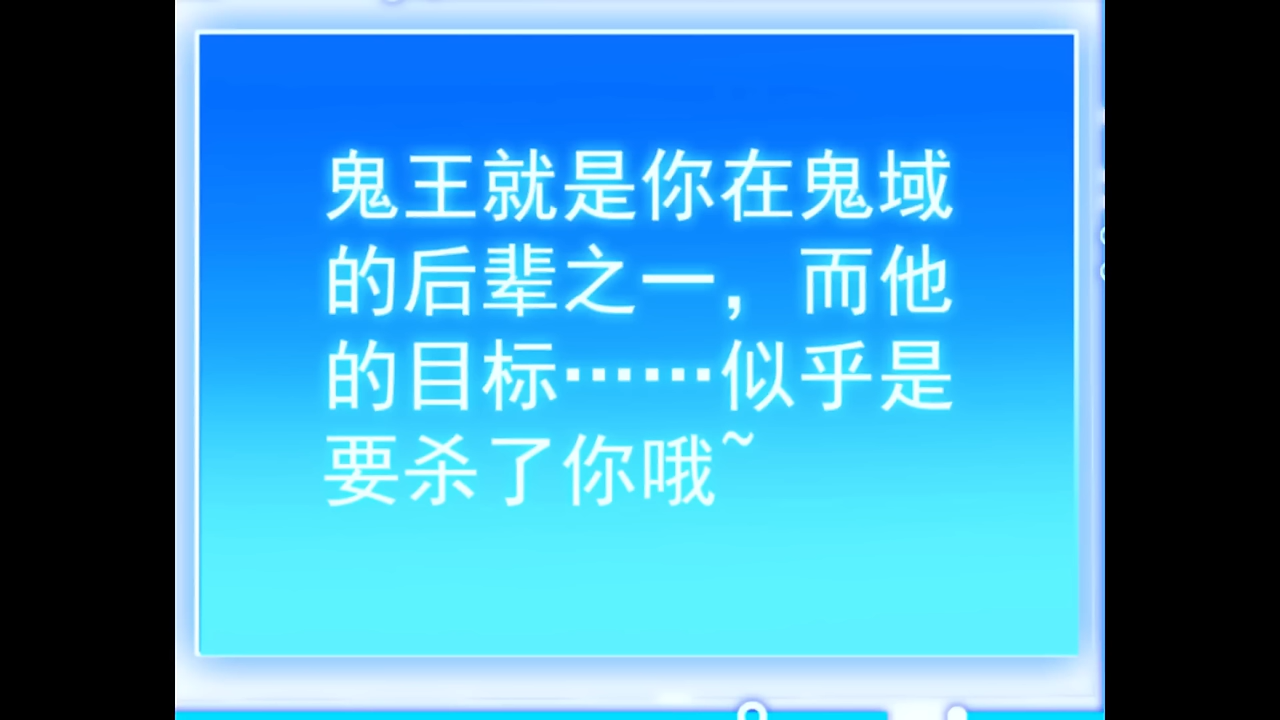 鬼王就是你在鬼域
的后辈之一，而他
的目标……似乎是
要杀了你哦~